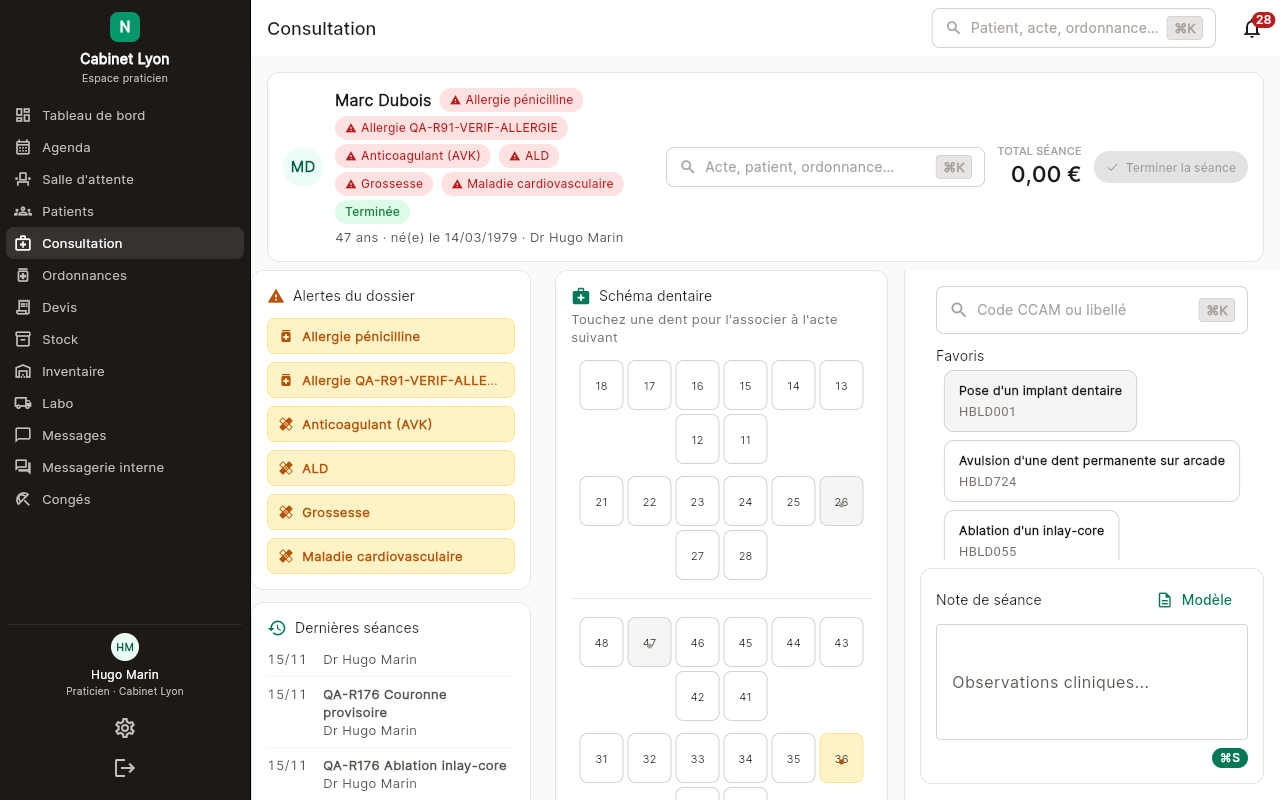 N
Cabinet Lyon
Espace praticien
Tableau de bord
Agenda
Salle d'attente
Patients
Consultation
Ordonnances
Devis
Stock
Inventaire
Labo
Messages
Messagerie interne
Congés
HM
Hugo Marin
Praticien · Cabinet Lyon
Consultation
Patient, acte, ordonnance... ⌘K
28
MD
Marc Dubois Allergie pénicilline
Allergie QA-R91-VERIF-ALLERGIE
Anticoagulant (AVK) ALD
Grossesse Maladie cardiovasculaire
Terminée
47 ans · né(e) le 14/03/1979 · Dr Hugo Marin
Acte, patient, ordonnance... ⌘K
TOTAL SÉANCE
0,00 €
Terminer la séance
Alertes du dossier
Allergie pénicilline
Allergie QA-R91-VERIF-ALLE...
Anticoagulant (AVK)
ALD
Grossesse
Maladie cardiovasculaire
Dernières séances
15/11 Dr Hugo Marin
15/11 QA-R176 Couronne
provisoire
Dr Hugo Marin
15/11 QA-R176 Ablation inlay-core
Dr Hugo Marin
Schéma dentaire
Touchez une dent pour l'associer à l'acte
suivant
18 17 16 15 14 13
12 11
21 22 23 24 25 26
27 28
48 47 46 45 44 43
42 41
31 32 33 34 35 36
Code CCAM ou libellé ⌘K
Favoris
Pose d'un implant dentaire
HBLD001
Avulsion d'une dent permanente sur arcade
HBLD724
Ablation d'un inlay-core
HBLD055
Note de séance Modèle
Observations cliniques...
⌘S